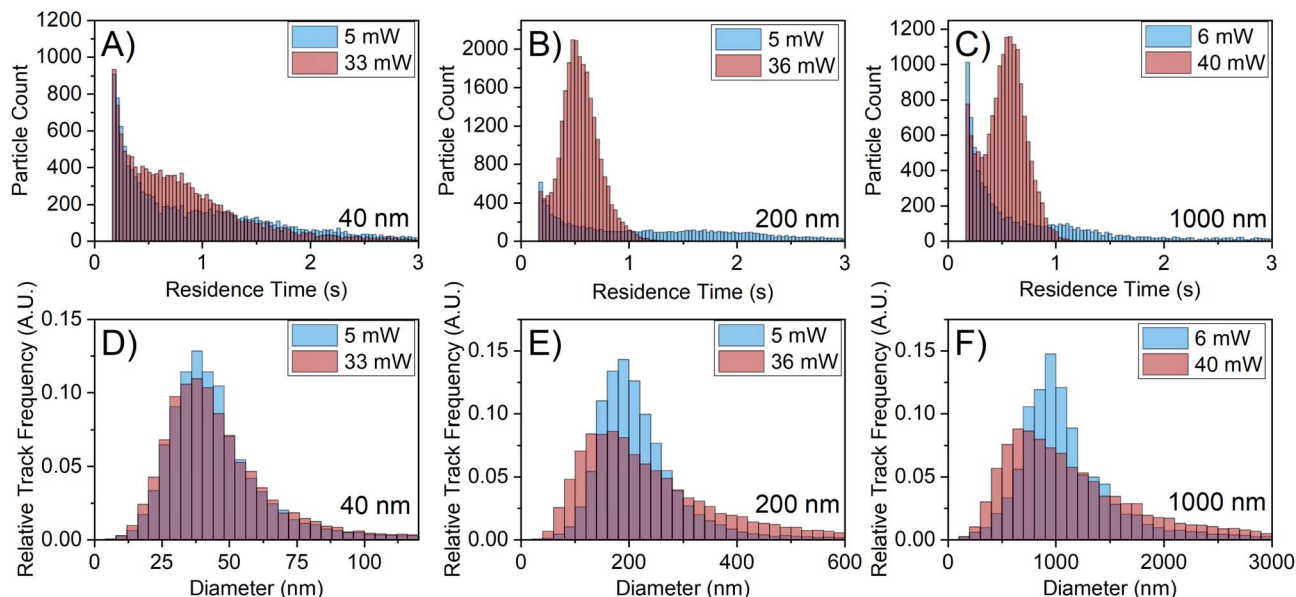 A)
5 mW
33 mW
40 nm
Particle Count
0
200
400
600
800
1000
1200
0
1
2
3
Residence Time (s)
B)
5 mW
36 mW
200 nm
Particle Count
0
400
800
1200
1600
2000
0
1
2
3
Residence Time (s)
C)
6 mW
40 mW
1000 nm
Particle Count
0
200
400
600
800
1000
1200
0
1
2
3
Residence Time (s)
D)
5 mW
33 mW
40 nm
Relative Track Frequency (A.U.)
0.00
0.05
0.10
0.15
25
50
75
100
Diameter (nm)
E)
5 mW
36 mW
200 nm
Relative Track Frequency (A.U.)
0.00
0.05
0.10
0.15
0
200
400
600
Diameter (nm)
F)
6 mW
40 mW
1000 nm
Relative Track Frequency (A.U.)
0.00
0.05
0.10
0.15
0
1000
2000
3000
Diameter (nm)